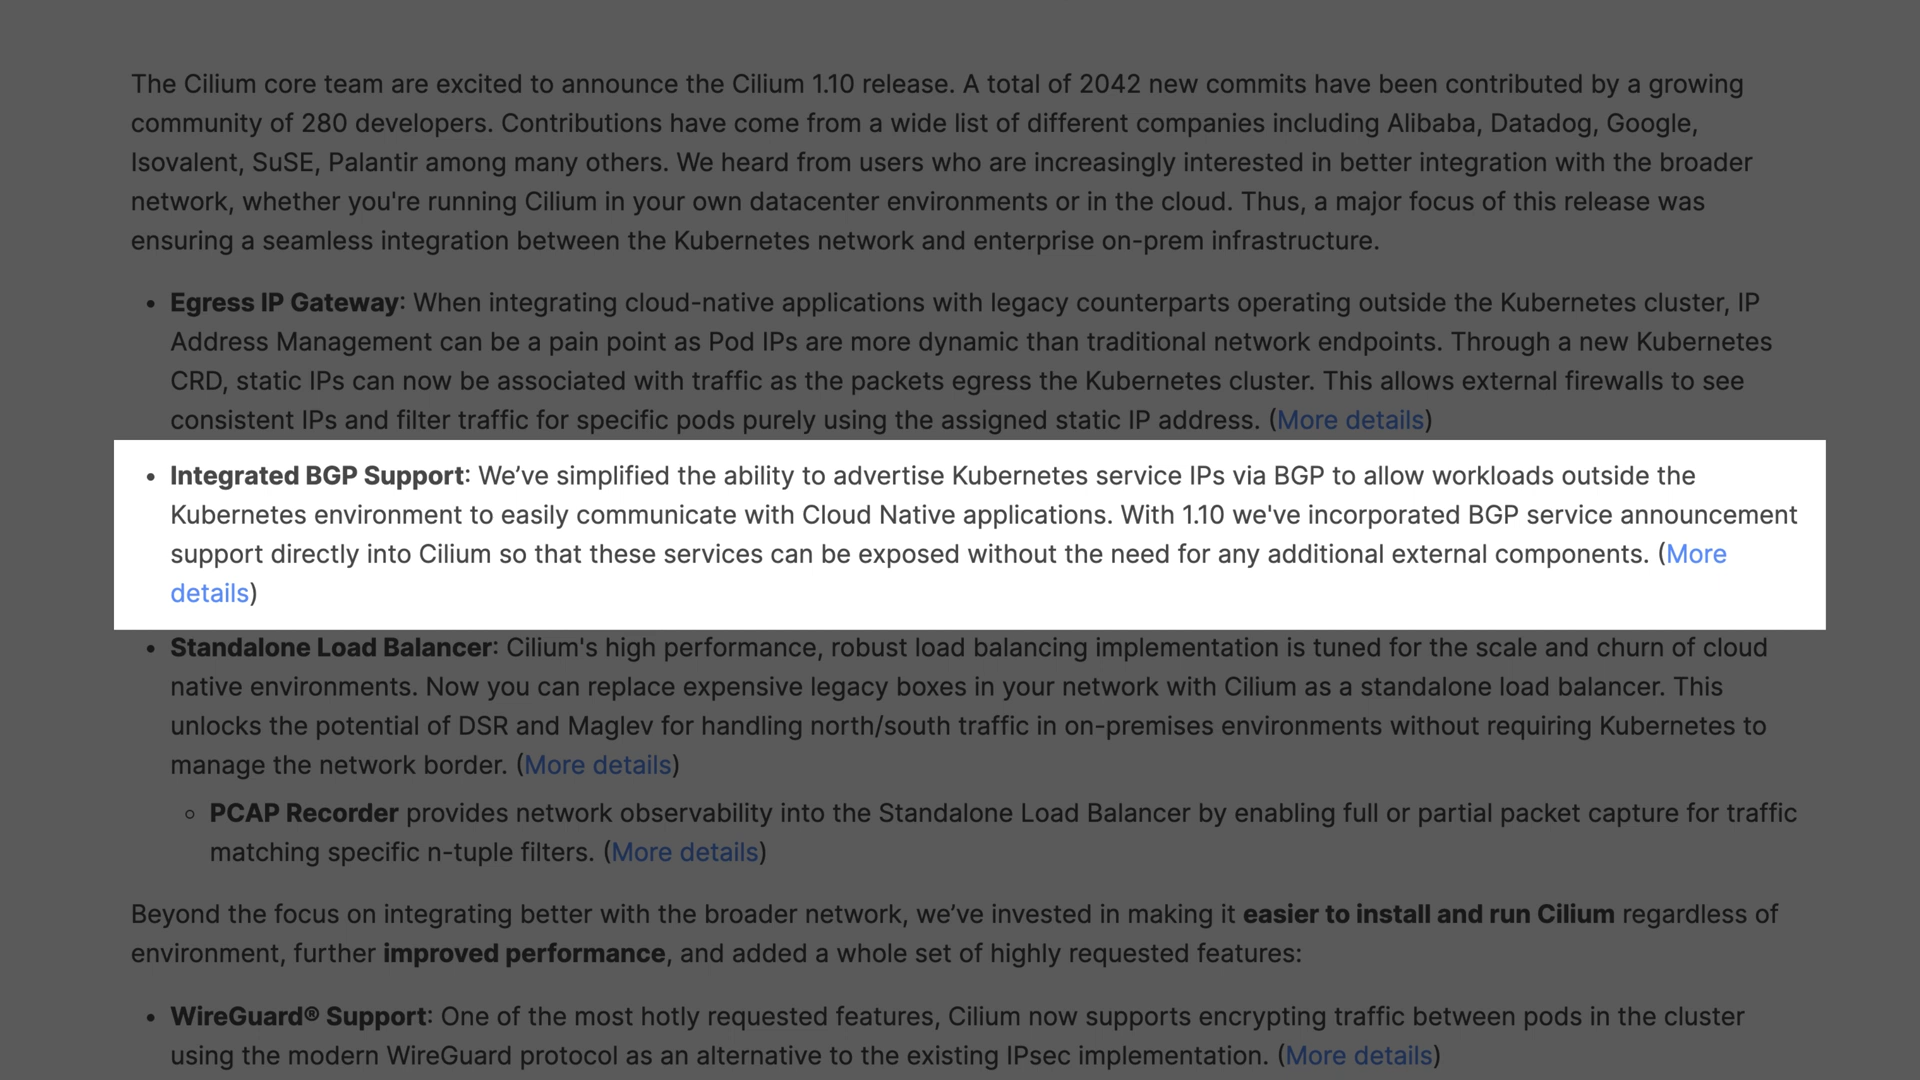 The Cilium core team are excited to announce the Cilium 1.10 release. A total of 2042 new commits have been contributed by a growing
community of 280 developers. Contributions have come from a wide list of different companies including Alibaba, Datadog, Google,
Isovalent, SuSE, Palantir among many others. We heard from users who are increasingly interested in better integration with the broader
network, whether you're running Cilium in your own datacenter environments or in the cloud. Thus, a major focus of this release was
ensuring a seamless integration between the Kubernetes network and enterprise on-prem infrastructure.
• Egress IP Gateway: When integrating cloud-native applications with legacy counterparts operating outside the Kubernetes cluster, IP
Address Management can be a pain point as Pod IPs are more dynamic than traditional network endpoints. Through a new Kubernetes
CRD, static IPs can now be associated with traffic as the packets egress the Kubernetes cluster. This allows external firewalls to see
consistent IPs and filter traffic for specific pods purely using the assigned static IP address. (More details)
• Integrated BGP Support: We’ve simplified the ability to advertise Kubernetes service IPs via BGP to allow workloads outside the
Kubernetes environment to easily communicate with Cloud Native applications. With 1.10 we've incorporated BGP service announcement
support directly into Cilium so that these services can be exposed without the need for any additional external components. (More
details)
• Standalone Load Balancer: Cilium's high performance, robust load balancing implementation is tuned for the scale and churn of cloud
native environments. Now you can replace expensive legacy boxes in your network with Cilium as a standalone load balancer. This
unlocks the potential of DSR and Maglev for handling north/south traffic in on-premises environments without requiring Kubernetes to
manage the network border. (More details)
◦ PCAP Recorder provides network observability into the Standalone Load Balancer by enabling full or partial packet capture for traffic
matching specific n-tuple filters. (More details)
Beyond the focus on integrating better with the broader network, we’ve invested in making it easier to install and run Cilium regardless of
environment, further improved performance, and added a whole set of highly requested features:
• WireGuard® Support: One of the most hotly requested features, Cilium now supports encrypting traffic between pods in the cluster
using the modern WireGuard protocol as an alternative to the existing IPsec implementation. (More details)